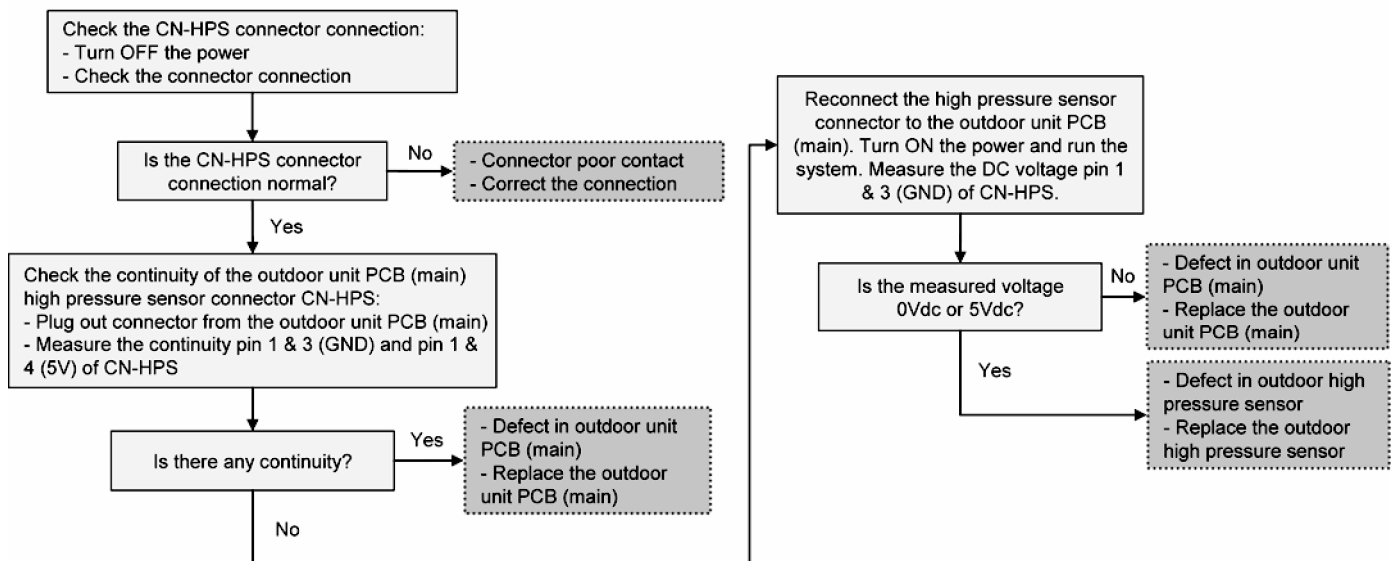 Check the CN-HPS connector connection:
- Turn OFF the power
- Check the connector connection
Is the CN-HPS connector
connection normal?
No
- Connector poor contact
- Correct the connection
Yes
Check the continuity of the outdoor unit PCB (main)
high pressure sensor connector CN-HPS:
- Plug out connector from the outdoor unit PCB (main)
- Measure the continuity pin 1 & 3 (GND) and pin 1 &
4 (5V) of CN-HPS
Is there any continuity?
Yes
- Defect in outdoor unit
PCB (main)
- Replace the outdoor
unit PCB (main)
No
Reconnect the high pressure sensor
connector to the outdoor unit PCB
(main). Turn ON the power and run the
system. Measure the DC voltage pin 1
& 3 (GND) of CN-HPS.
Is the measured voltage
0Vdc or 5Vdc?
No
- Defect in outdoor unit
PCB (main)
- Replace the outdoor
unit PCB (main)
Yes
- Defect in outdoor high
pressure sensor
- Replace the outdoor
high pressure sensor